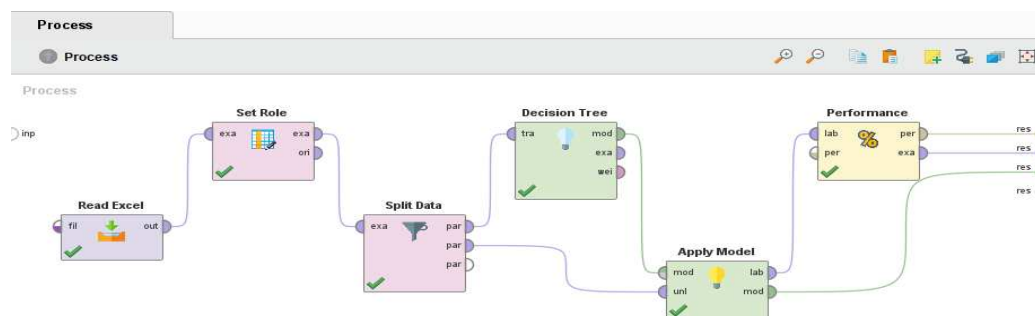 Process
Process
Process
inp
Set Role
exa
exa
ori
Read Excel
fil
out
Split Data
exa
par
par
par
Decision Tree
tra
mod
exa
wei
Apply Model
mod
unl
lab
mod
Performance
lab
per
per
exa
res
res
res
res